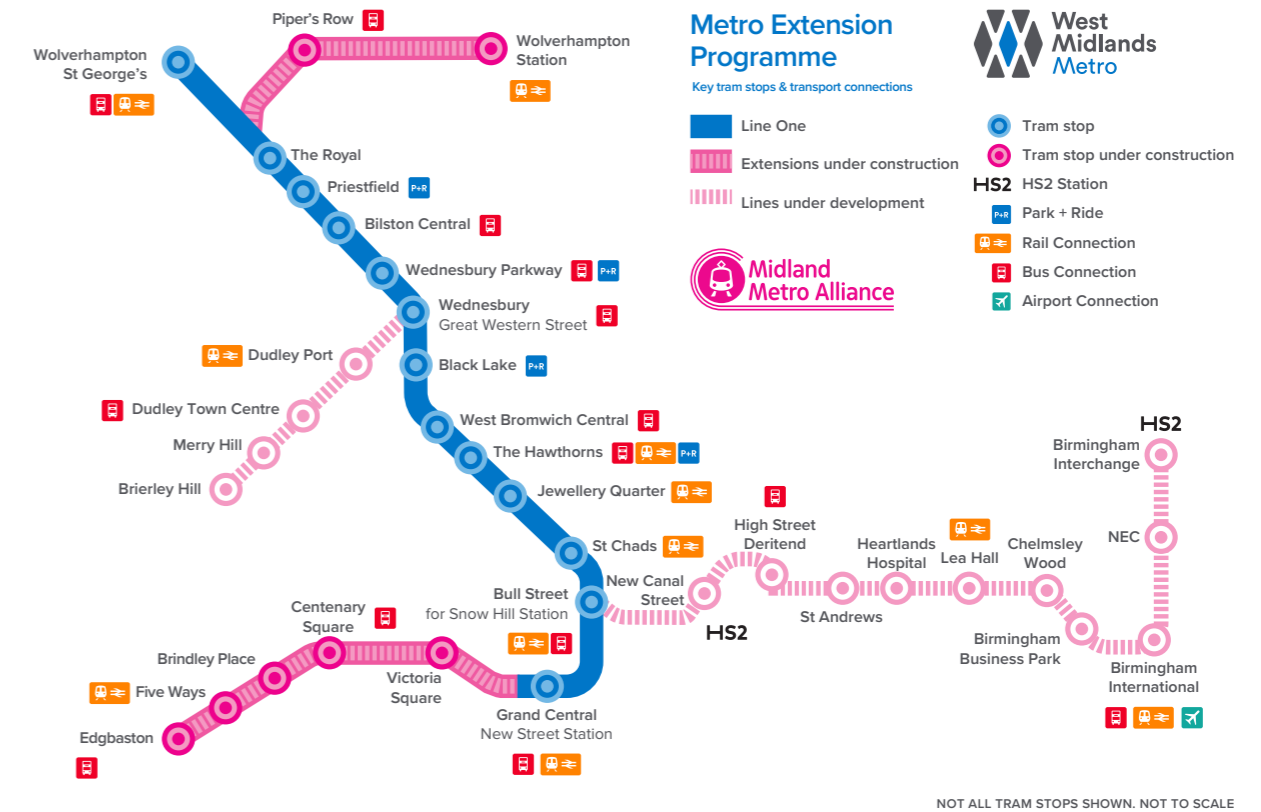 Piper's Row
Wolverhampton
St George's
Wolverhampton
Station
Metro Extension
Programme
Key tram stops & transport connections
Line One
Extensions under construction
Lines under development
Midland
Metro Alliance
West
Midlands
Metro
Tram stop
Tram stop under construction
HS2 HS2 Station
P+R Park + Ride
Rail Connection
Bus Connection
Airport Connection
The Royal
Priestfield P+R
Bilston Central
Wednesbury Parkway P+R
Wednesbury
Great Western Street
Dudley Port
Black Lake P+R
Dudley Town Centre
Merry Hill
Brierley Hill
West Bromwich Central
The Hawthorns P+R
Jewellery Quarter
St Chads
Bull Street
for Snow Hill Station
New Canal
Street
HS2
High Street
Deritend
St Andrews
Heartlands
Hospital
Lea Hall
Chelmsley
Wood
Birmingham
Business Park
Birmingham
International
NEC
HS2
Birmingham
Interchange
Centenary
Square
Brindley Place
Five Ways
Edgbaston
Victoria
Square
Grand Central
New Street Station
NOT ALL TRAM STOPS SHOWN. NOT TO SCALE